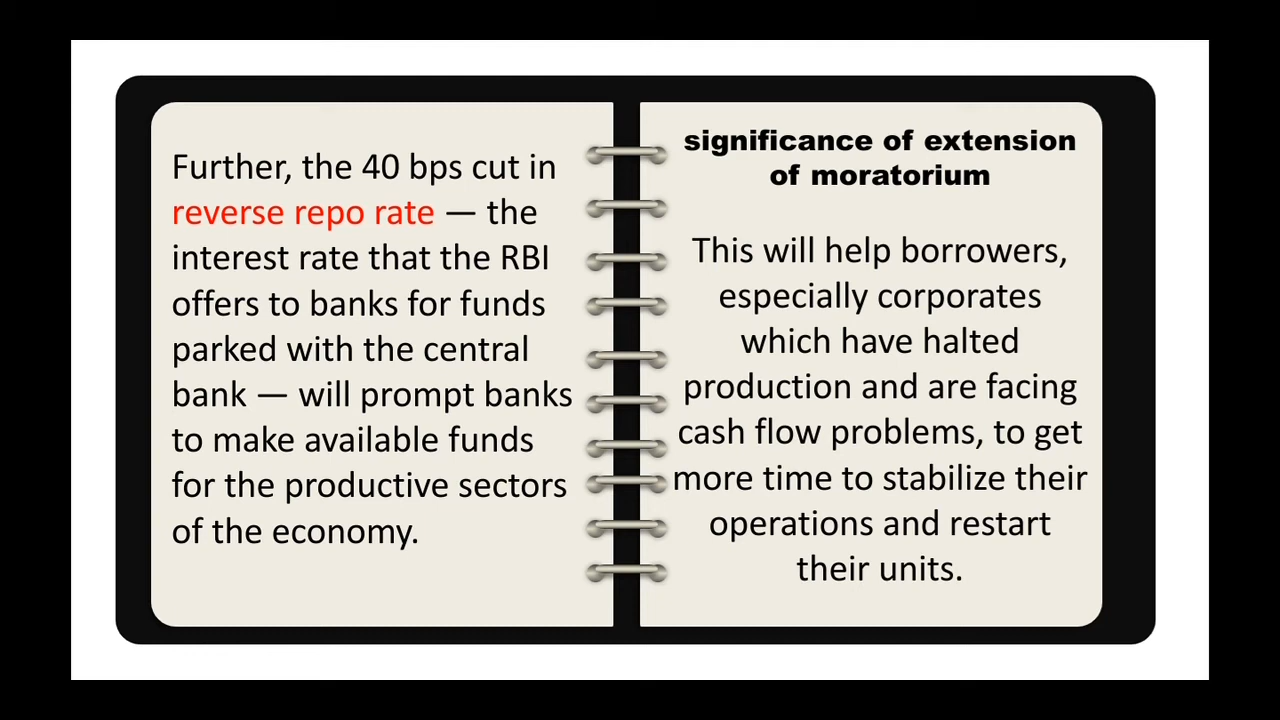 Further, the 40 bps cut in
reverse repo rate — the
interest rate that the RBI
offers to banks for funds
parked with the central
bank — will prompt banks
to make available funds
for the productive sectors
of the economy.
significance of extension
of moratorium
This will help borrowers,
especially corporates
which have halted
production and are facing
cash flow problems, to get
more time to stabilize their
operations and restart
their units.